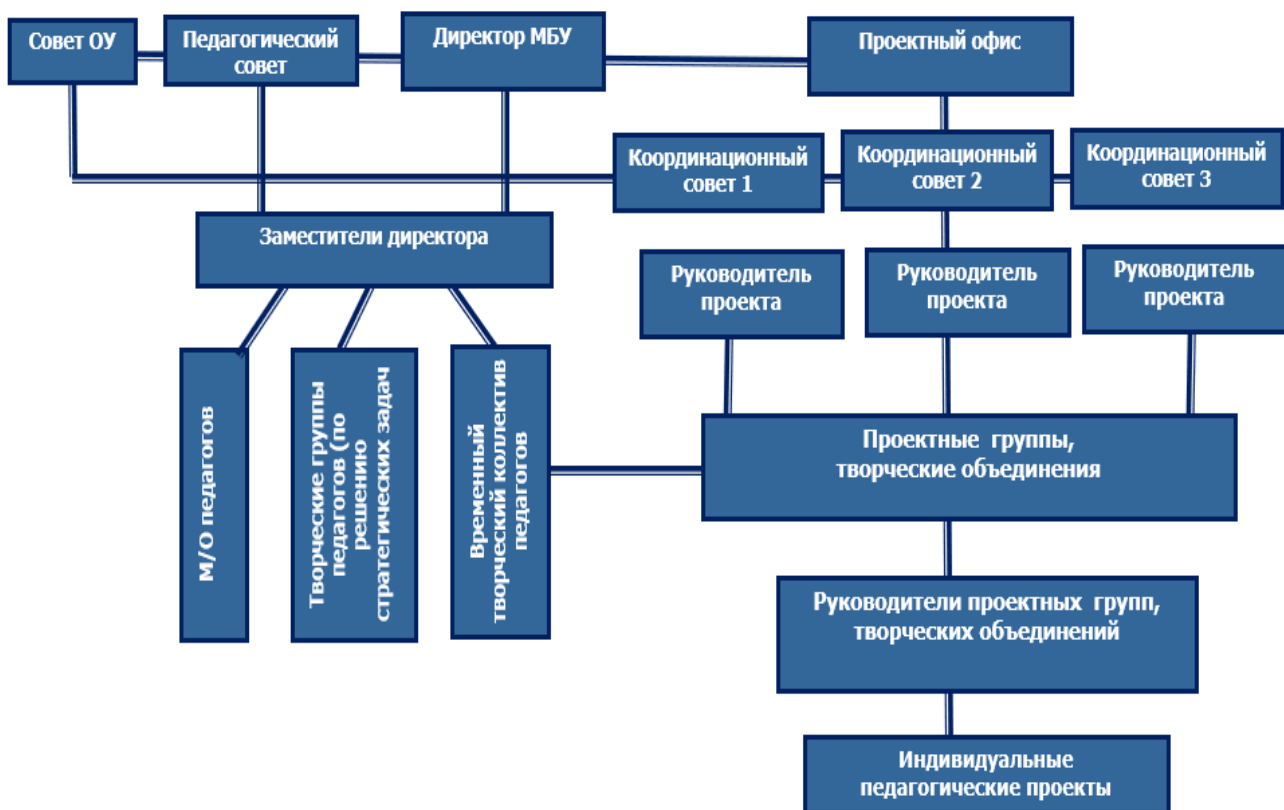 Совет ОУ
Педагогический
совет
Директор МБУ
Проектный офис
Координационный
совет 1
Координационный
совет 2
Координационный
совет 3
Заместители директора
Руководитель
проекта
Руководитель
проекта
Руководитель
проекта
М/О педагогов
Творческие группы
педагогов (по
решению
стратегических задач
Временный
творческий коллектив
педагогов
Проектные группы,
творческие объединения
Руководители проектных групп,
творческих объединений
Индивидуальные
педагогические проекты